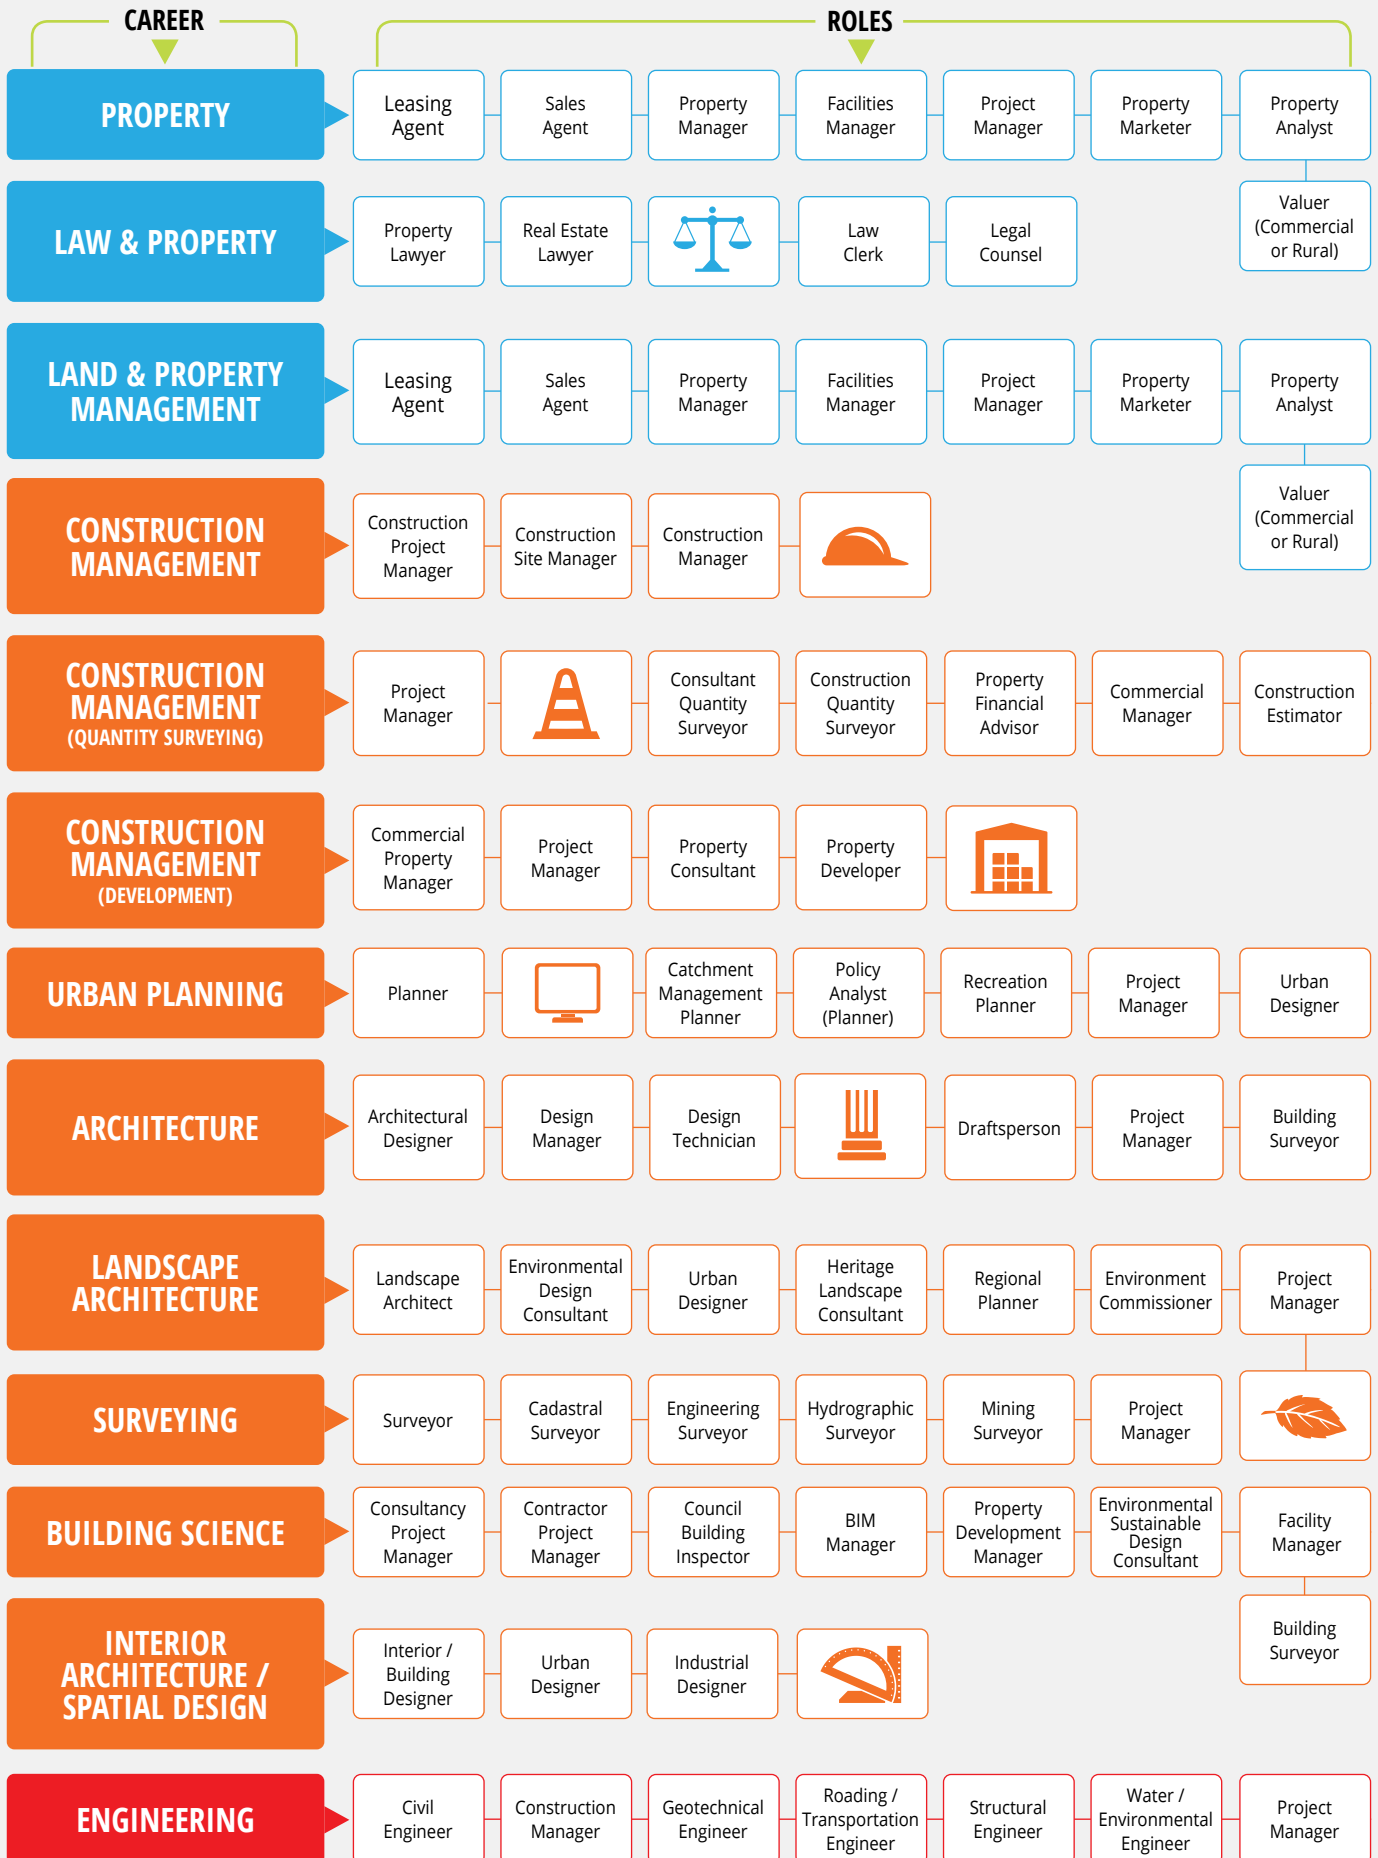 CAREER
ROLES
PROPERTY
Leasing
Agent
Sales
Agent
Property
Manager
Facilities
Manager
Project
Manager
Property
Marketer
Property
Analyst
Valuer
(Commercial
or Rural)
LAW & PROPERTY
Property
Lawyer
Real Estate
Lawyer
Law
Clerk
Legal
Counsel
LAND & PROPERTY
MANAGEMENT
Leasing
Agent
Sales
Agent
Property
Manager
Facilities
Manager
Project
Manager
Property
Marketer
Property
Analyst
Valuer
(Commercial
or Rural)
CONSTRUCTION
MANAGEMENT
Construction
Project
Manager
Construction
Site Manager
Construction
Manager
CONSTRUCTION
MANAGEMENT
(QUANTITY SURVEYING)
Project
Manager
Consultant
Quantity
Surveyor
Construction
Quantity
Surveyor
Property
Financial
Advisor
Commercial
Manager
Construction
Estimator
CONSTRUCTION
MANAGEMENT
(DEVELOPMENT)
Commercial
Property
Manager
Project
Manager
Property
Consultant
Property
Developer
URBAN PLANNING
Planner
Catchment
Management
Planner
Policy
Analyst
(Planner)
Recreation
Planner
Project
Manager
Urban
Designer
ARCHITECTURE
Architectural
Designer
Design
Manager
Design
Technician
Draftsperson
Project
Manager
Building
Surveyor
LANDSCAPE
ARCHITECTURE
Landscape
Architect
Environmental
Design
Consultant
Urban
Designer
Heritage
Landscape
Consultant
Regional
Planner
Environment
Commissioner
Project
Manager
SURVEYING
Surveyor
Cadastral
Surveyor
Engineering
Surveyor
Hydrographic
Surveyor
Mining
Surveyor
Project
Manager
BUILDING SCIENCE
Consultancy
Project
Manager
Contractor
Project
Manager
Council
Building
Inspector
BIM
Manager
Property
Development
Manager
Environmental
Sustainable
Design
Consultant
Facility
Manager
Building
Surveyor
INTERIOR
ARCHITECTURE /
SPATIAL DESIGN
Interior /
Building
Designer
Urban
Designer
Industrial
Designer
ENGINEERING
Civil
Engineer
Construction
Manager
Geotechnical
Engineer
Roading /
Transportation
Engineer
Structural
Engineer
Water /
Environmental
Engineer
Project
Manager